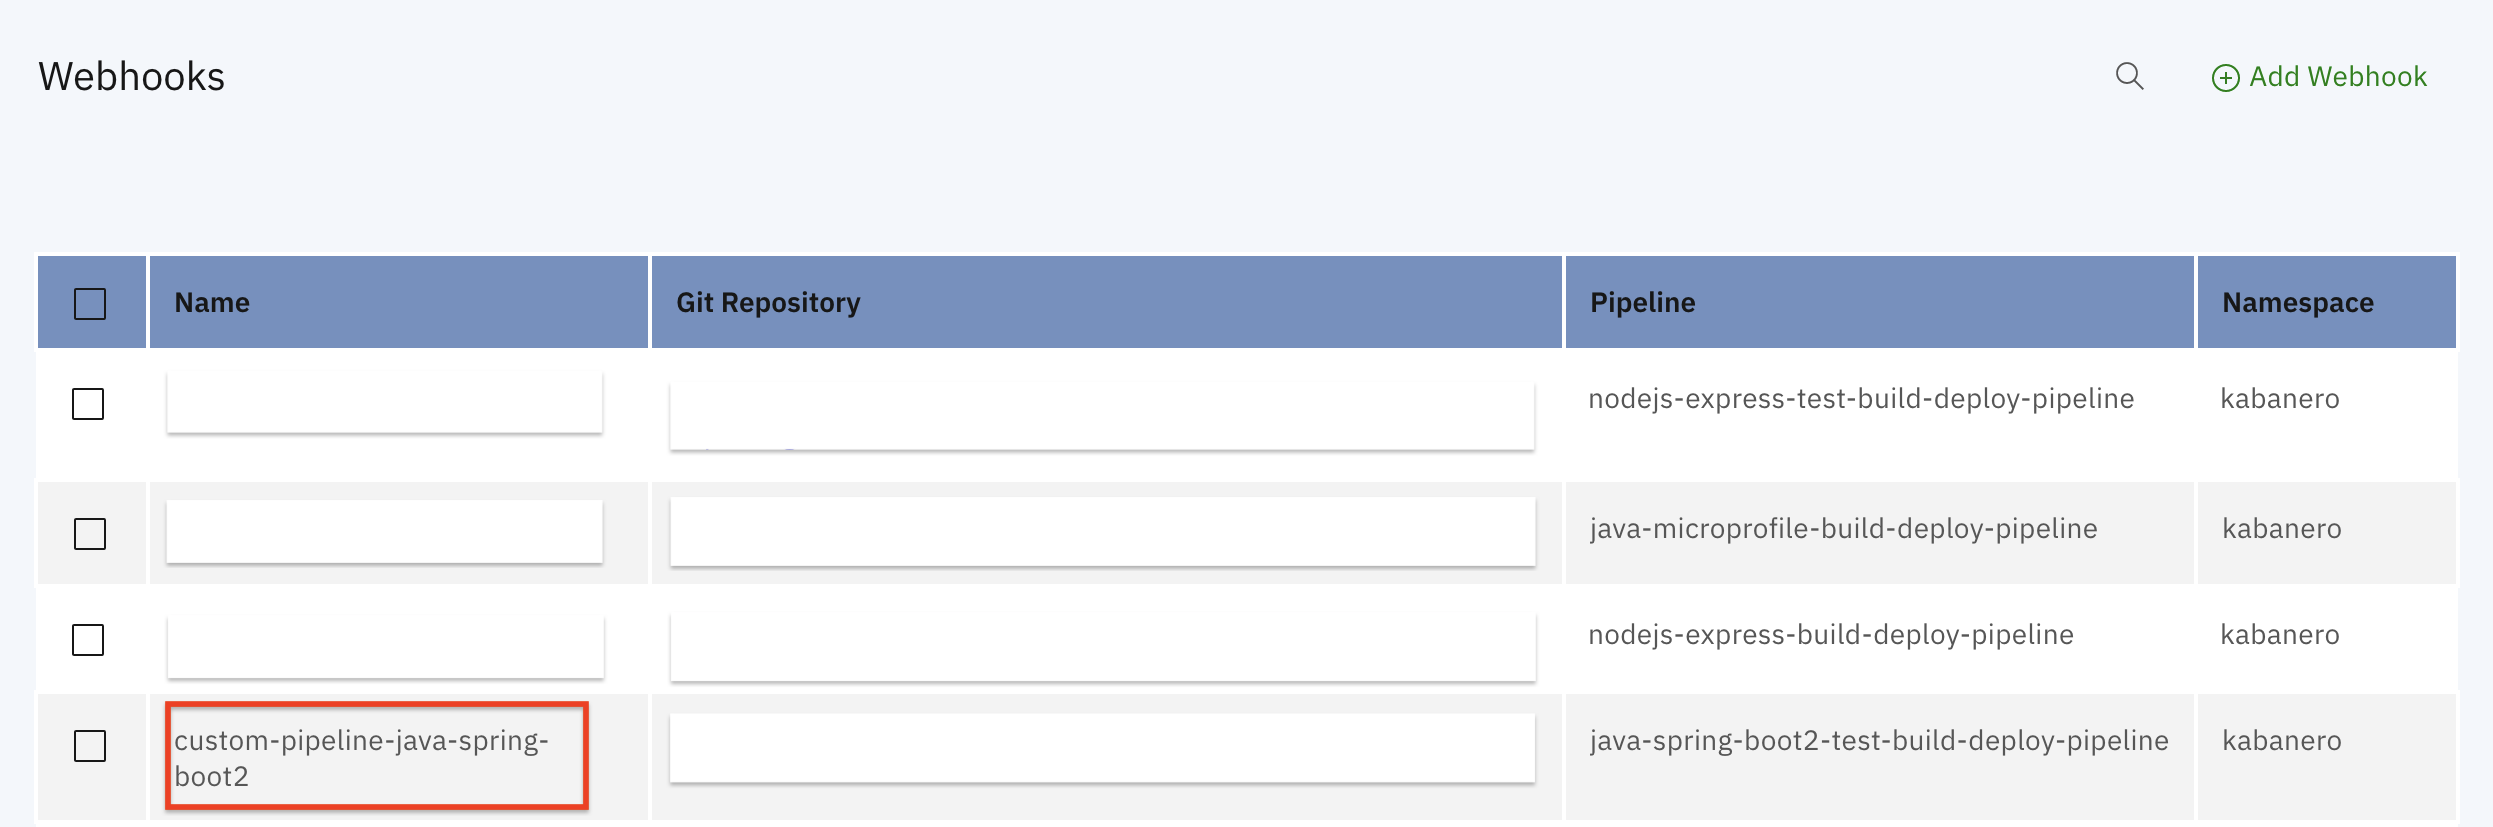 Webhooks
Add Webhook
Name Git Repository Pipeline Namespace
nodejs-express-test-build-deploy-pipeline kabanero
java-microprofile-build-deploy-pipeline kabanero
nodejs-express-build-deploy-pipeline kabanero
custom-pipeline-java-spring- java-spring-boot2-test-build-deploy-pipeline kabanero
boot2